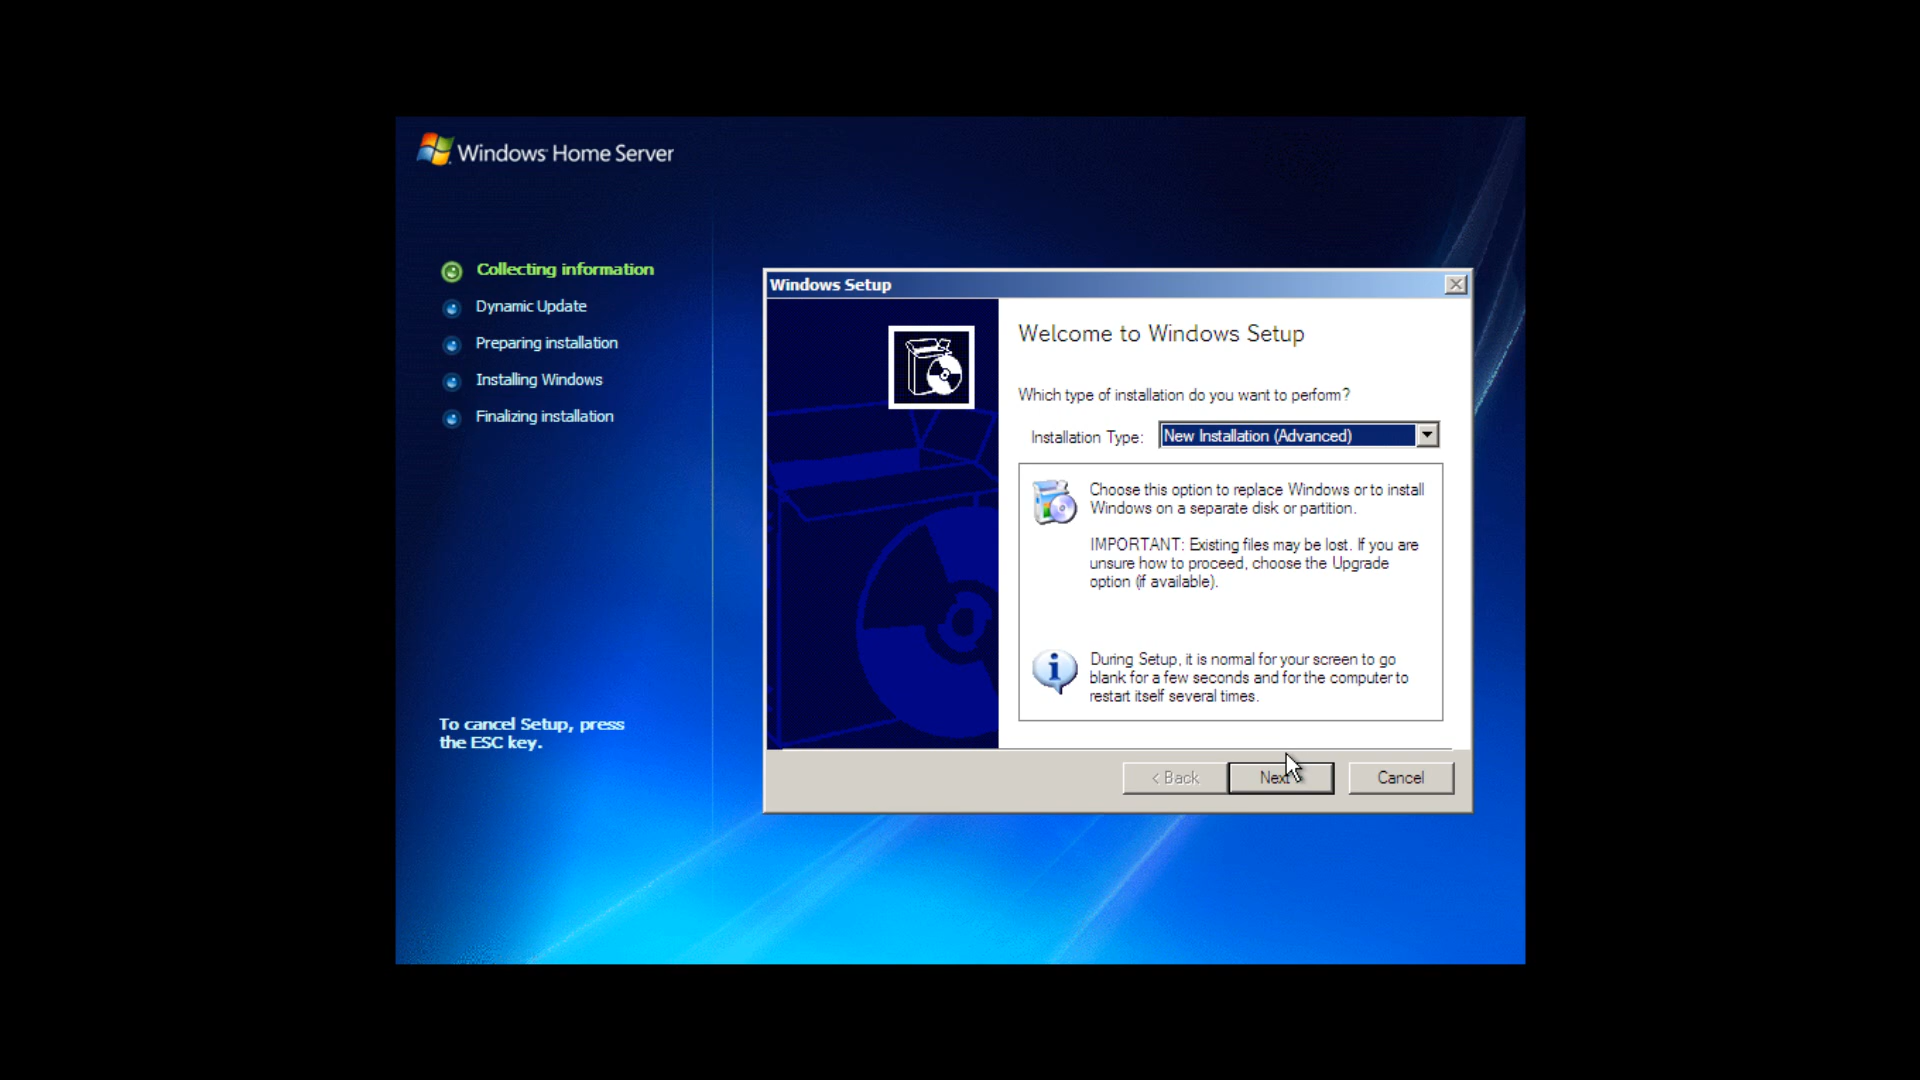 Windows Home Server
Collecting information
Dynamic Update
Preparing installation
Installing Windows
Finalizing installation
To cancel Setup, press
the ESC key.
Windows Setup
Welcome to Windows Setup
Which type of installation do you want to perform?
Installation Type: New Installation (Advanced)
Choose this option to replace Windows or to install
Windows on a separate disk or partition.
IMPORTANT: Existing files may be lost. If you are
unsure how to proceed, choose the Upgrade
option (if available).
During Setup, it is normal for your screen to go
blank for a few seconds and for the computer to
restart itself several times.
< Back Next > Cancel